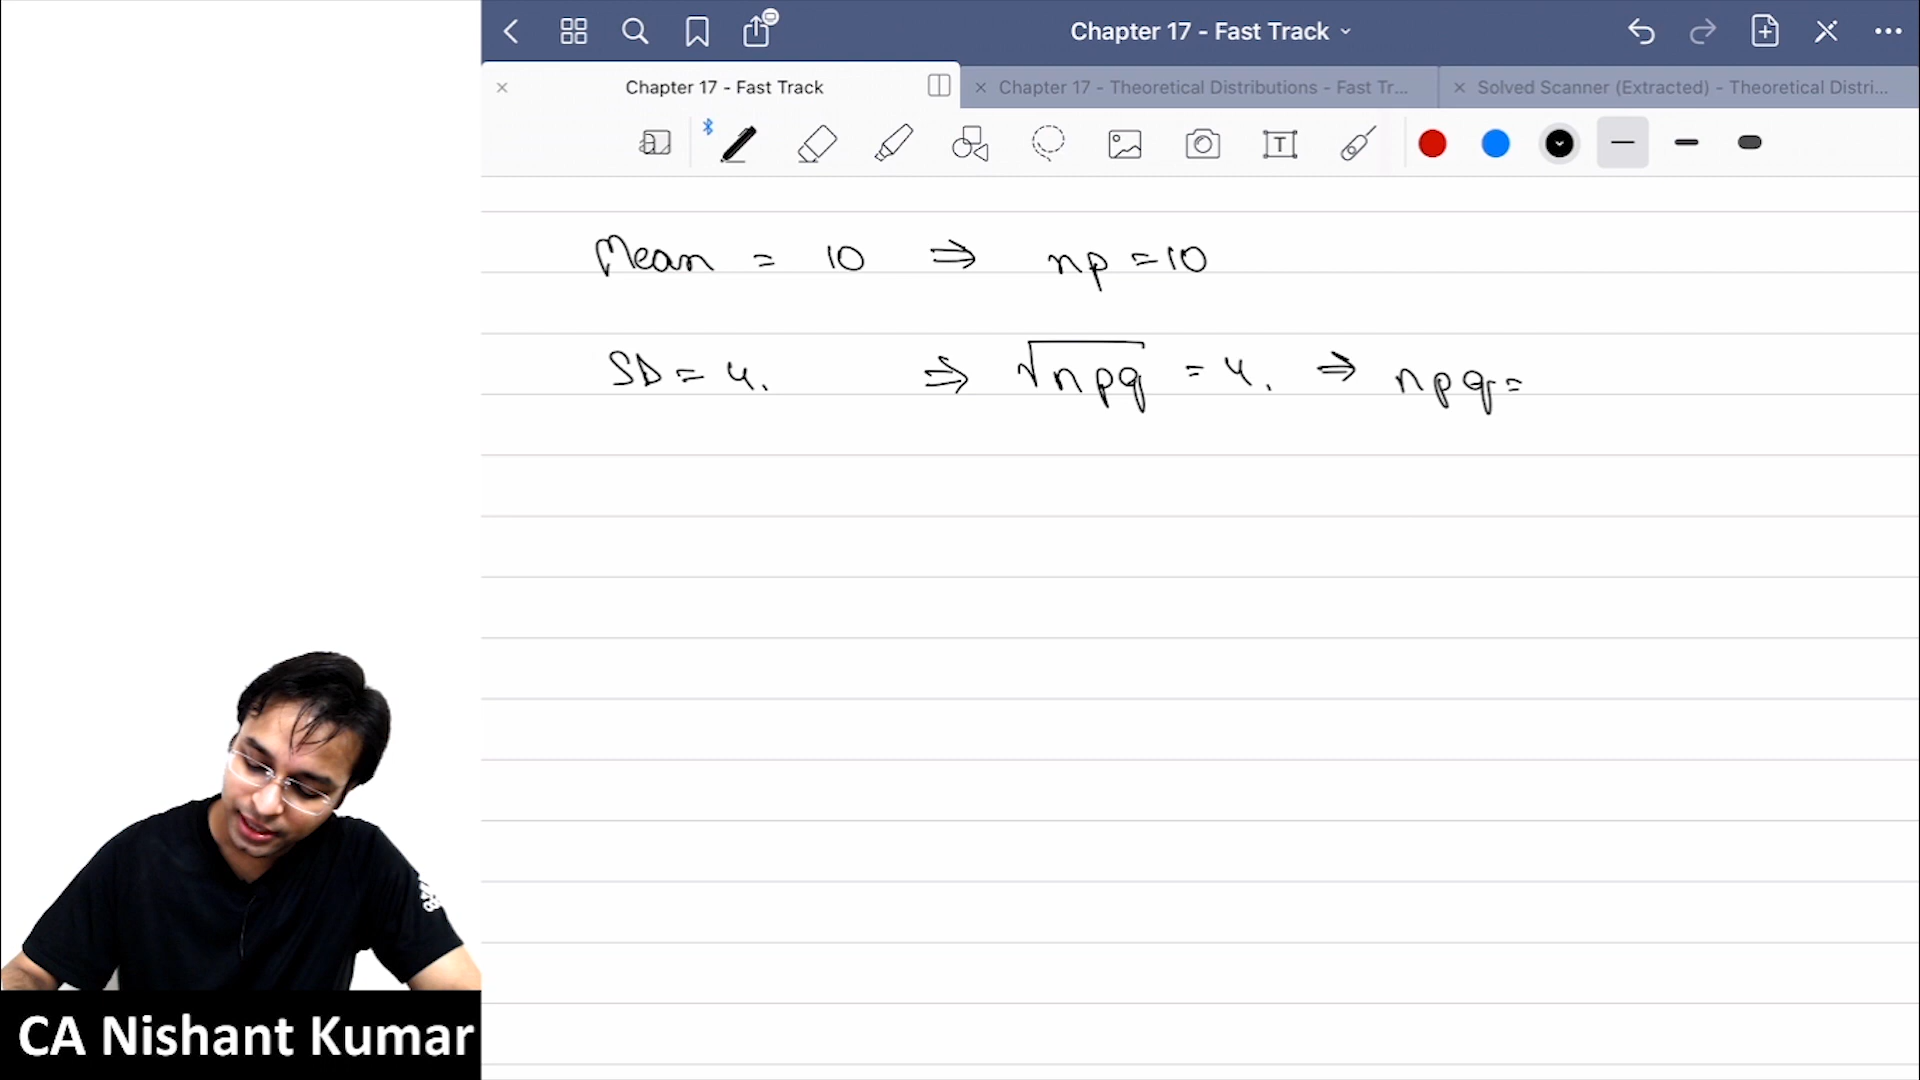 Chapter 17 - Fast Track
Chapter 17 - Fast Track
Chapter 17 - Theoretical Distributions - Fast Tr...
Solved Scanner (Extracted) - Theoretical Distri...
Mean = 10 ⇒ np = 10
SD = 4. ⇒ √npq = 4. ⇒ npq =
CA Nishant Kumar